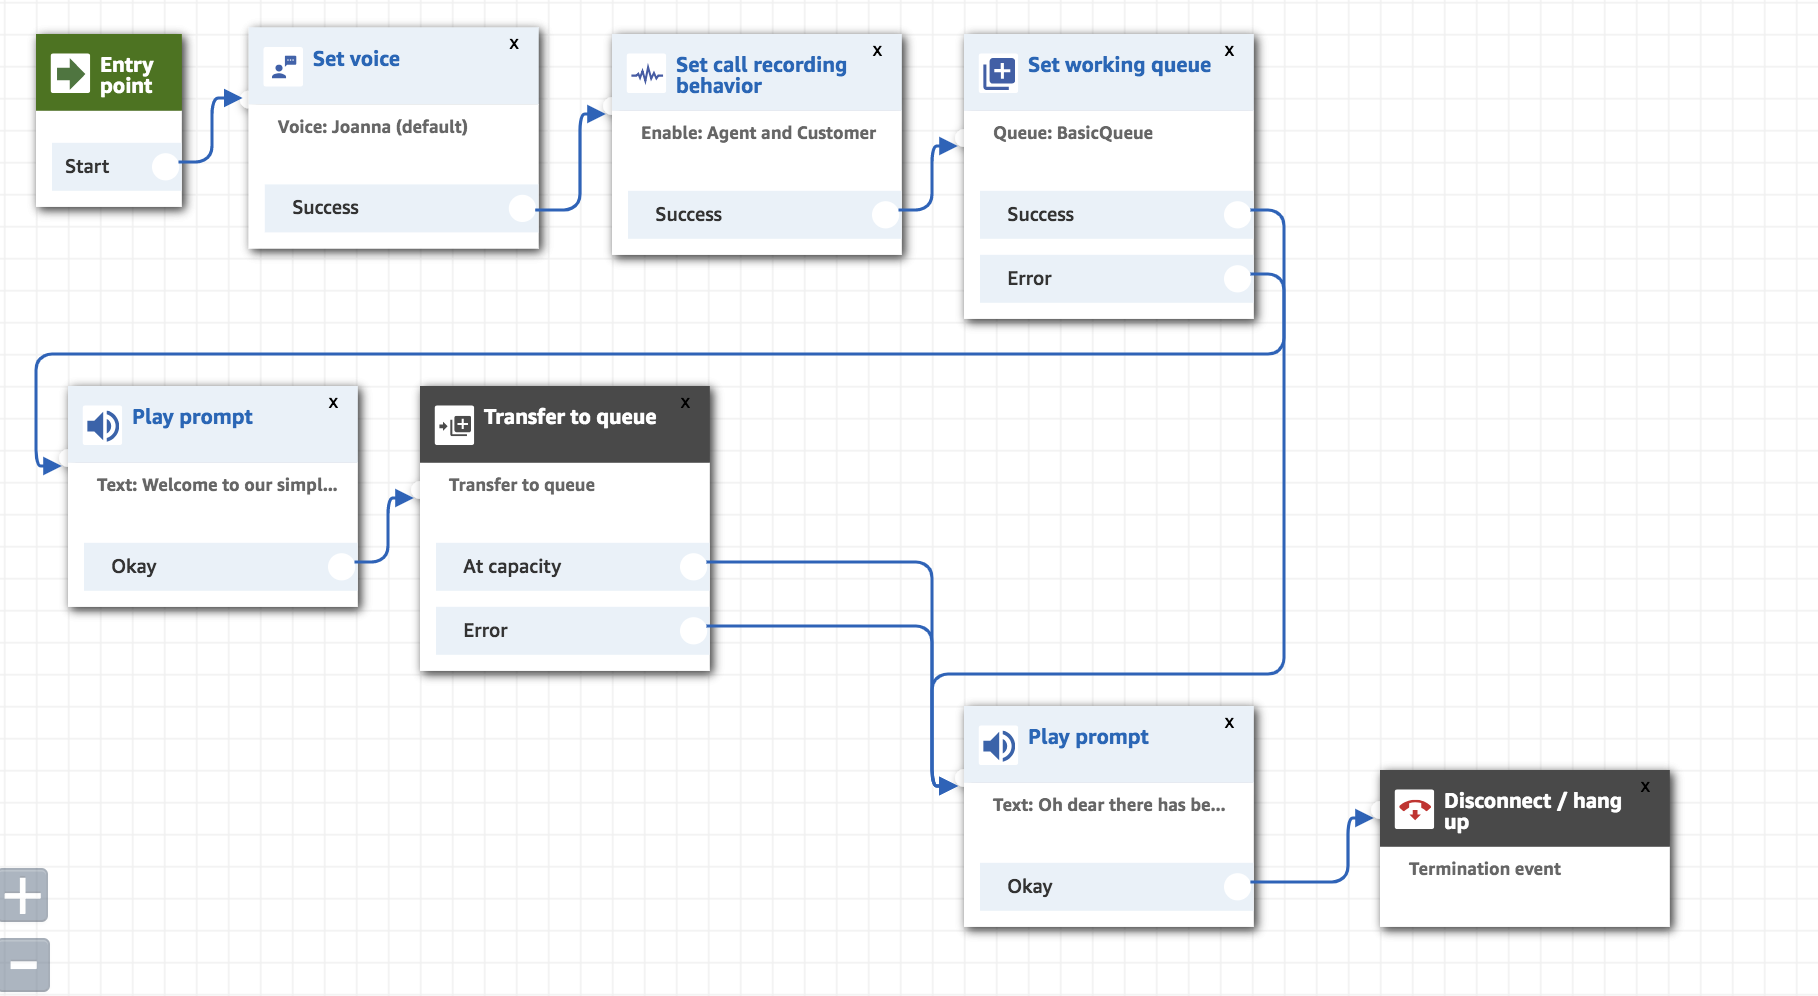 Entry
point
Start
x
Set voice
Voice: Joanna (default)
Success
x
Set call recording
behavior
Enable: Agent and Customer
Success
x
Set working queue
Queue: BasicQueue
Success
Error
x
Play prompt
Text: Welcome to our simpl...
Okay
x
Transfer to queue
Transfer to queue
At capacity
Error
x
Play prompt
Text: Oh dear there has be...
Okay
x
Disconnect / hang
up
Termination event